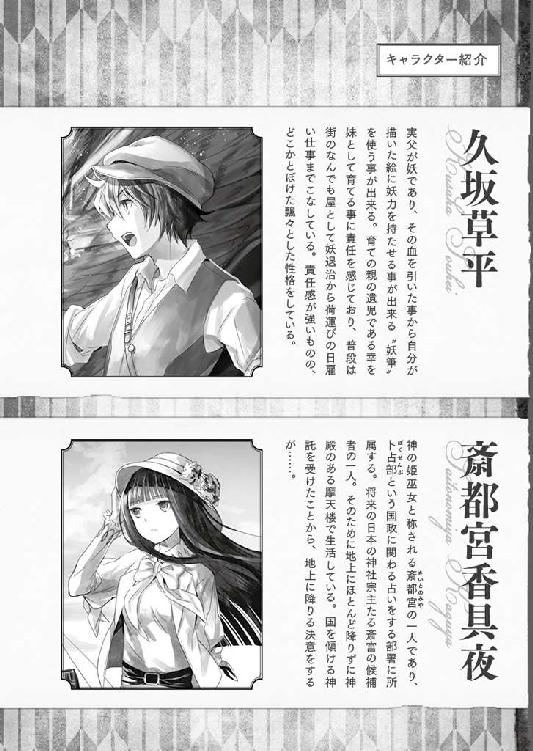 キャラクター紹介
久坂草平
Kusaka Souhei
実父が妖であり、その血を引いた事から自分が
描いた絵に妖力を持たせる事が出来る〝妖筆〟
を使う事が出来る。育ての親の遺児である幸を
妹として育てる事に責任を感じており、普段は
街のなんでも屋として妖退治から荷運びの日雇
い仕事までこなしている。責任感が強いものの、
どこかとぼけた飄々とした性格をしている。
斎都宮香具夜
Saitonomiya Kaguya
神の姫巫女と称される斎都宮の一人であり、
卜占部という国政に関わる占いをする部署に所
属する。将来の日本の神社宗主たる斎宮の候補
者の一人。そのために地上にほとんど降りずに神
殿のある摩天楼で生活している。国を傾ける神
託を受けたことから、地上に降りる決意をする
が……。